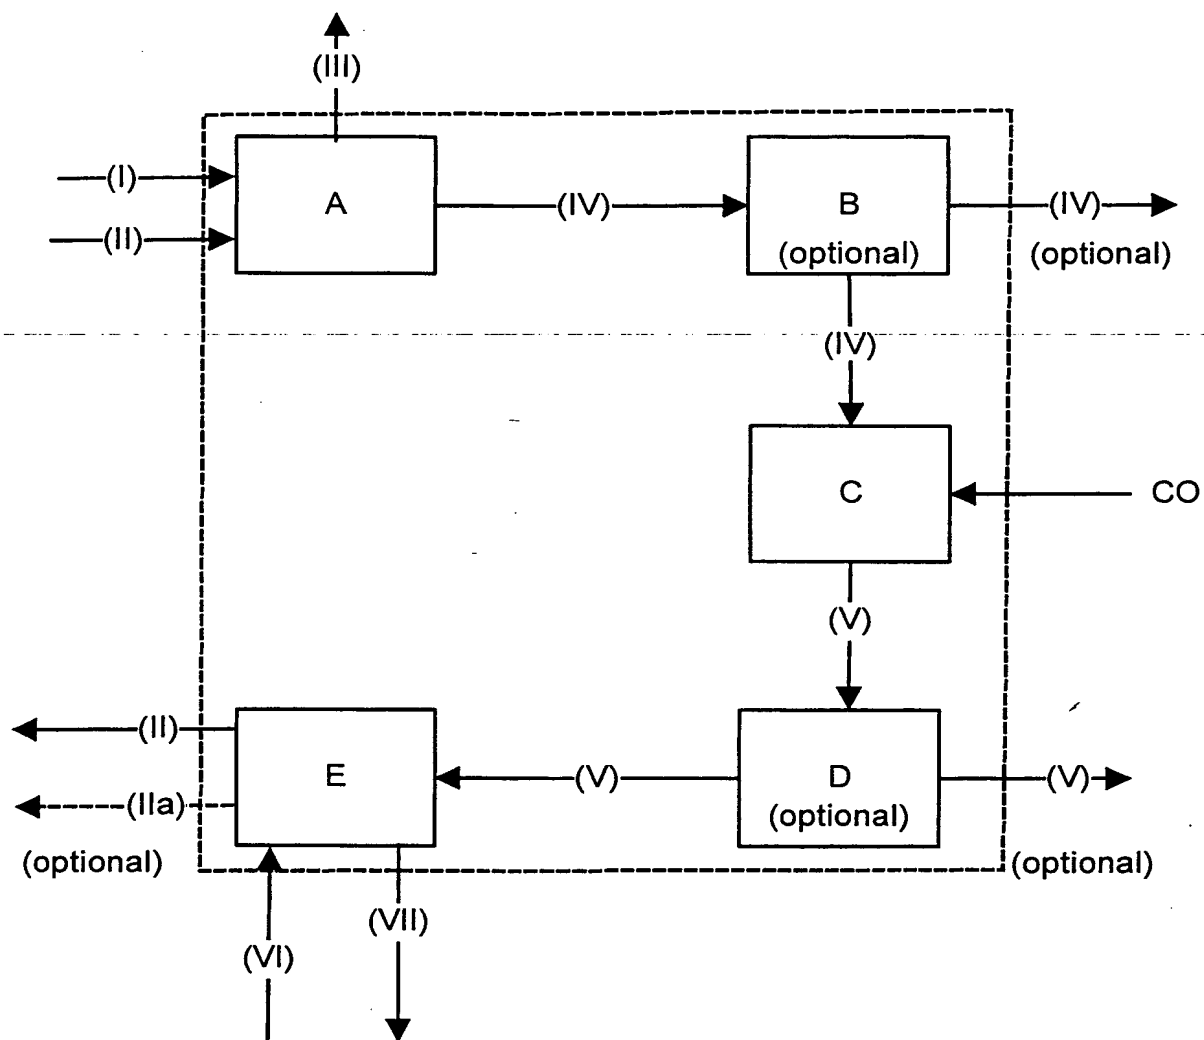 (III)
(I)
(II)
A
(IV)
B
(optional)
(IV)
(optional)
(IV)
C
CO
(V)
(II)
(IIa)
(optional)
E
(V)
D
(optional)
(V)
(optional)
(VII)
(VI)